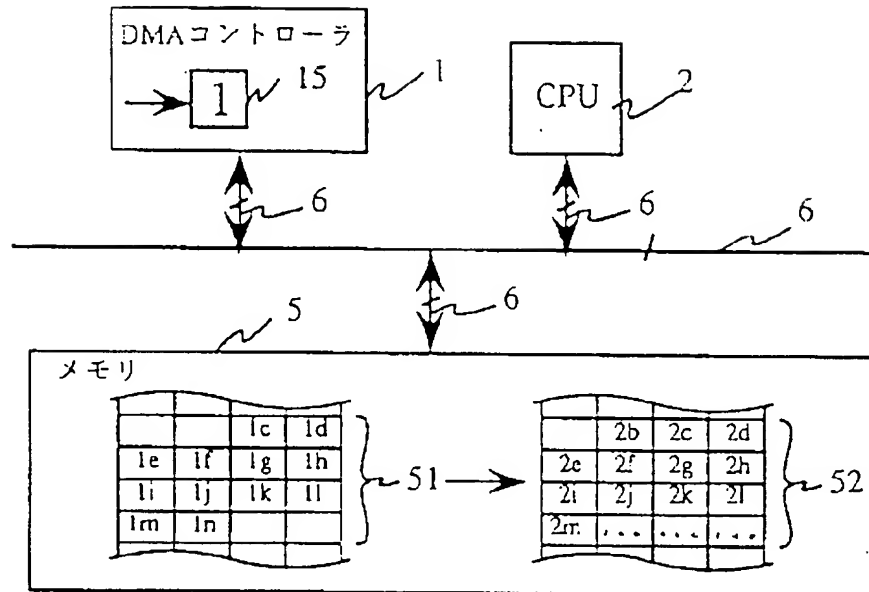 DMAコントローラ
1 15
1
CPU
2
6
6
6
6
5
メモリ
1c 1d
1e 1f 1g 1h
1i 1j 1k 1l
1m 1n
51
2b 2c 2d
2e 2f 2g 2h
2i 2j 2k 2l
2m ... ... ...
52